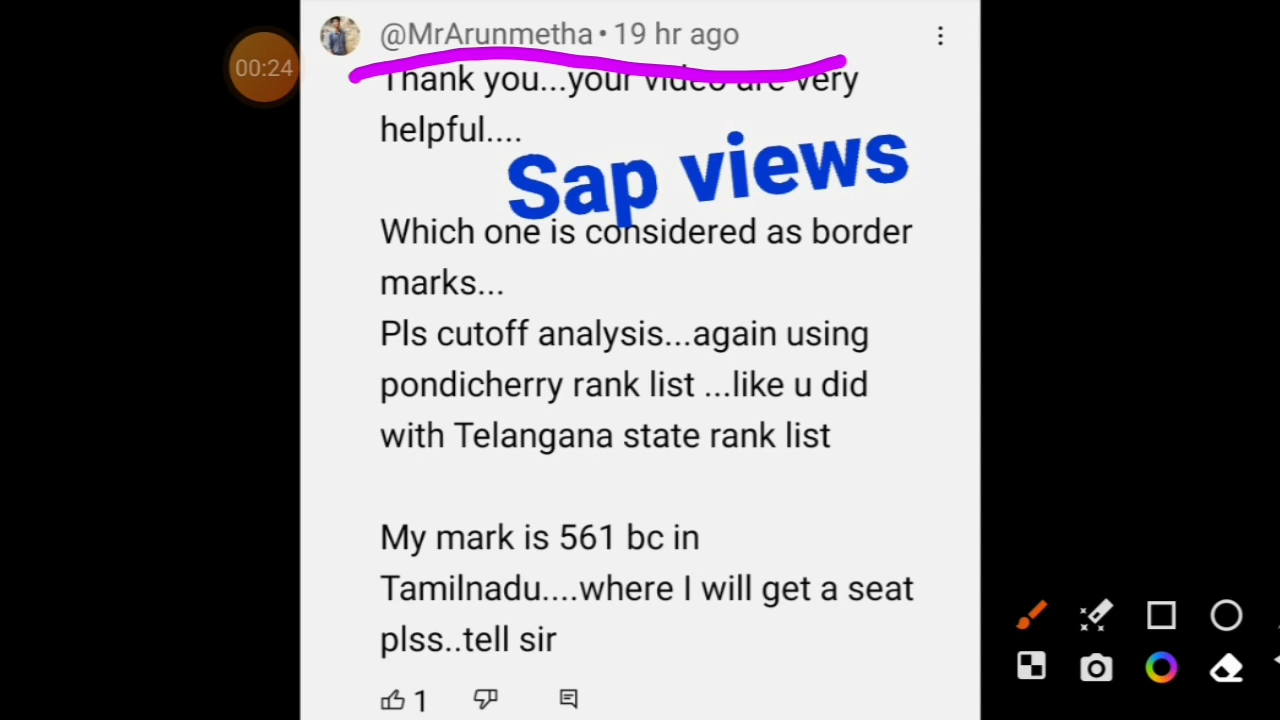 @MrArunmetha • 19 hr ago
00:24
Thank you...your video are very
helpful....
Sap views
Which one is considered as border
marks...
Pls cutoff analysis...again using
pondicherry rank list ...like u did
with Telangana state rank list
My mark is 561 bc in
Tamilnadu....where I will get a seat
plss..tell sir
1